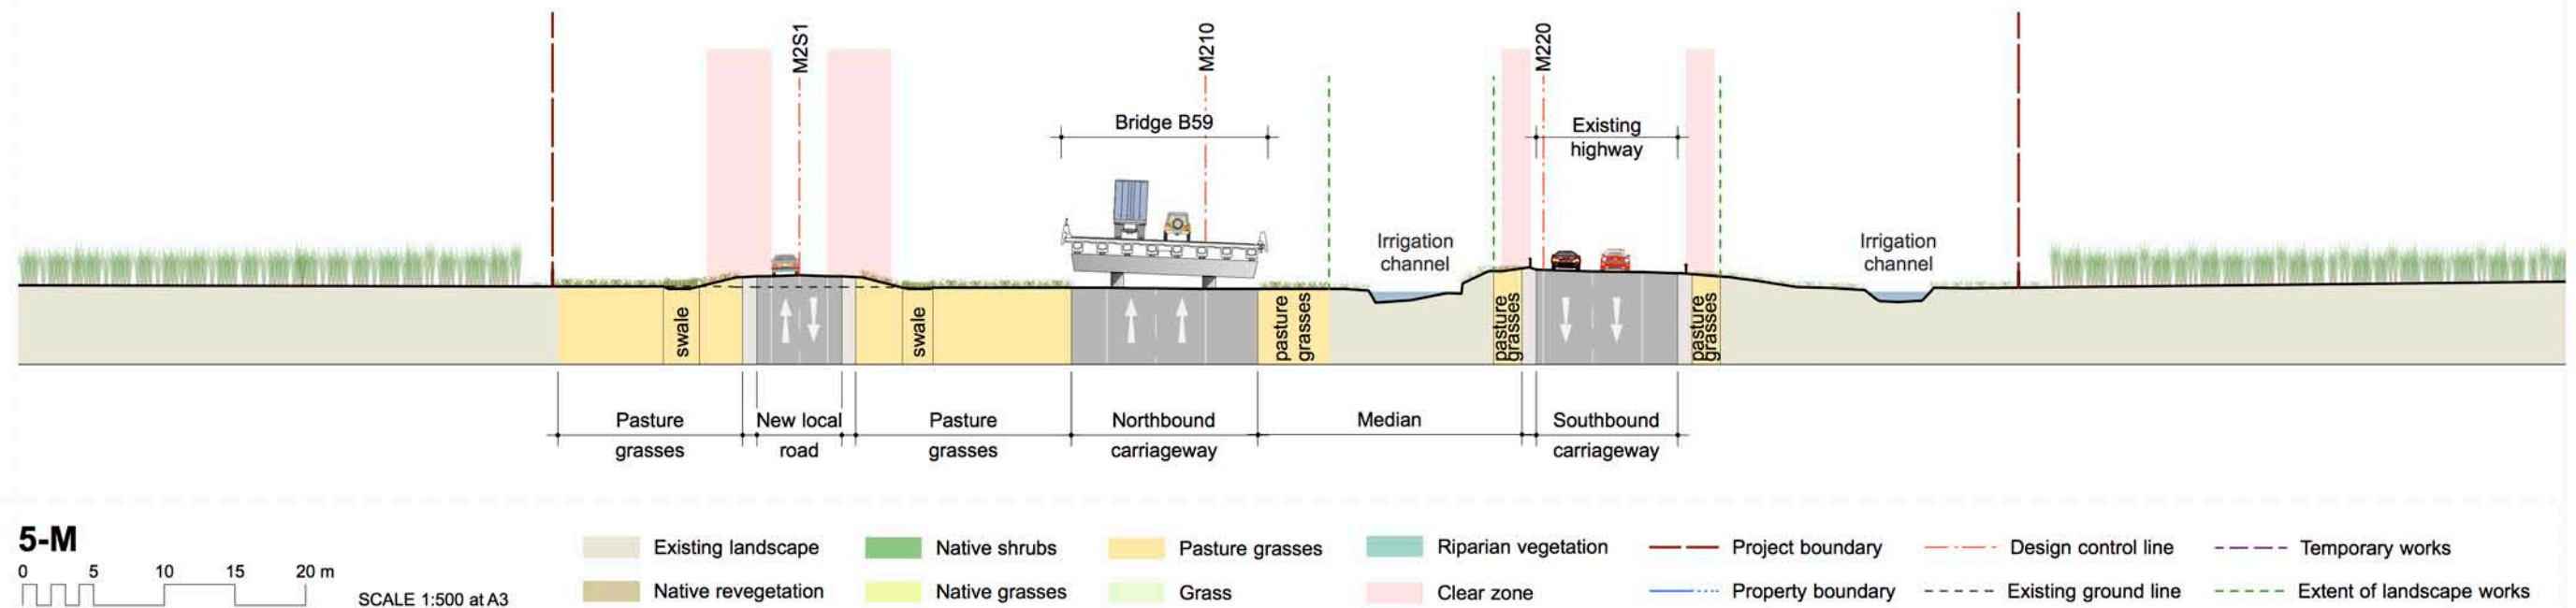 M2S1
M210
M220
Bridge B59
Existing
highway
Irrigation
channel
Irrigation
channel
swale
swale
pasture
grasses
pasture
grasses
pasture
grasses
Pasture
grasses
New local
road
Pasture
grasses
Northbound
carriageway
Median
Southbound
carriageway
5-M
0 5 10 15 20 m
SCALE 1:500 at A3
Existing landscape
Native shrubs
Pasture grasses
Riparian vegetation
Project boundary
Design control line
Temporary works
Native revegetation
Native grasses
Grass
Clear zone
Property boundary
Existing ground line
Extent of landscape works